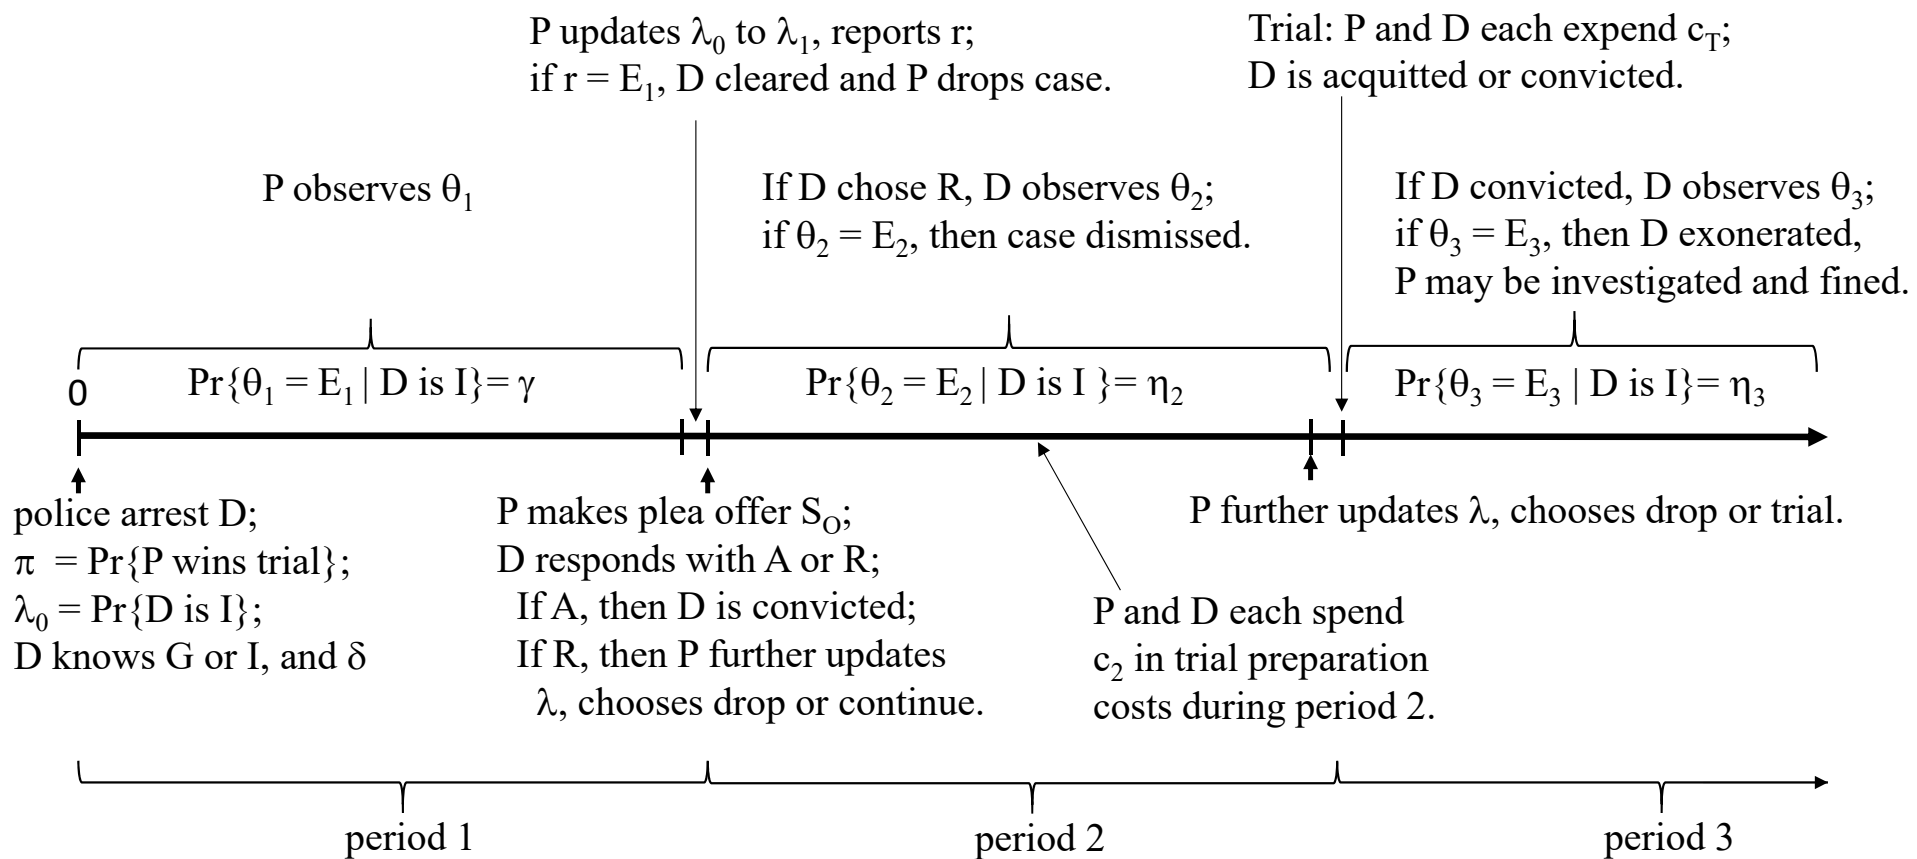 P updates λ₀ to λ₁, reports r;
if r = E₁, D cleared and P drops case.
Trial: P and D each expend c_T;
D is acquitted or convicted.
P observes θ₁
If D chose R, D observes θ₂;
if θ₂ = E₂, then case dismissed.
If D convicted, D observes θ₃;
if θ₃ = E₃, then D exonerated,
P may be investigated and fined.
0
Pr{θ₁ = E₁ | D is I}= γ
Pr{θ₂ = E₂ | D is I }= η₂
Pr{θ₃ = E₃ | D is I}= η₃
police arrest D;
π = Pr{P wins trial};
λ₀ = Pr{D is I};
D knows G or I, and δ
P makes plea offer S_O;
D responds with A or R;
If A, then D is convicted;
If R, then P further updates
λ, chooses drop or continue.
P and D each spend
c₂ in trial preparation
costs during period 2.
P further updates λ, chooses drop or trial.
period 1
period 2
period 3